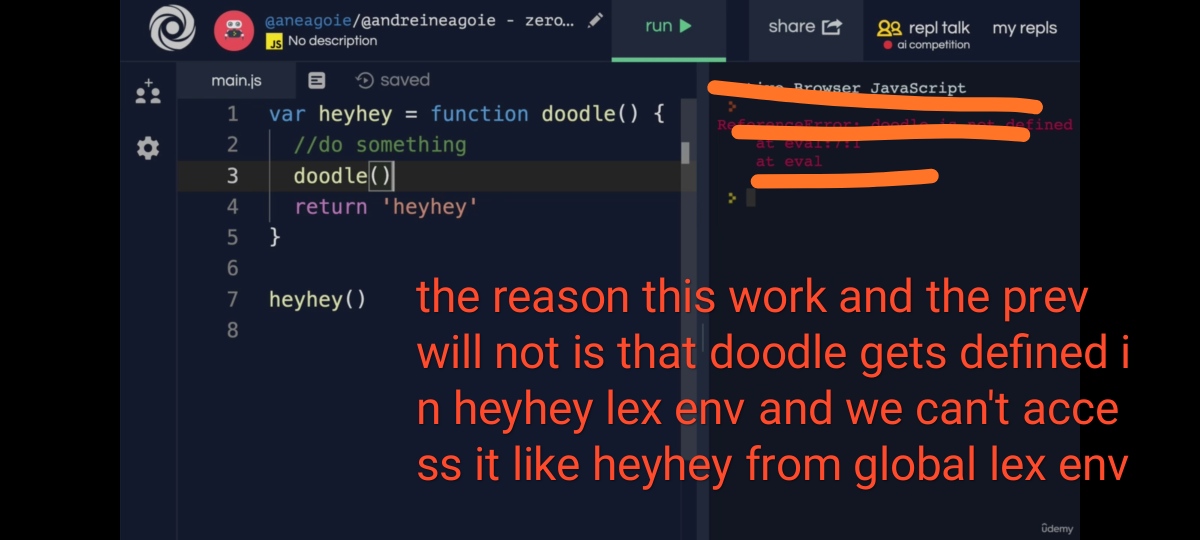 @aneagoie/@andreineagoie - zero...
JS No description
run
share
repl talk
ai competition
my repls
main.js
saved
1 var heyhey = function doodle() {
2 //do something
3 doodle()
4 return 'heyhey'
5 }
6
7 heyhey()
8
Browser JavaScript
>
ReferenceError: doodle is not defined
at eval:7:1
at eval
>
the reason this work and the prev
will not is that doodle gets defined i
n heyhey lex env and we can't acce
ss it like heyhey from global lex env
ûdemy